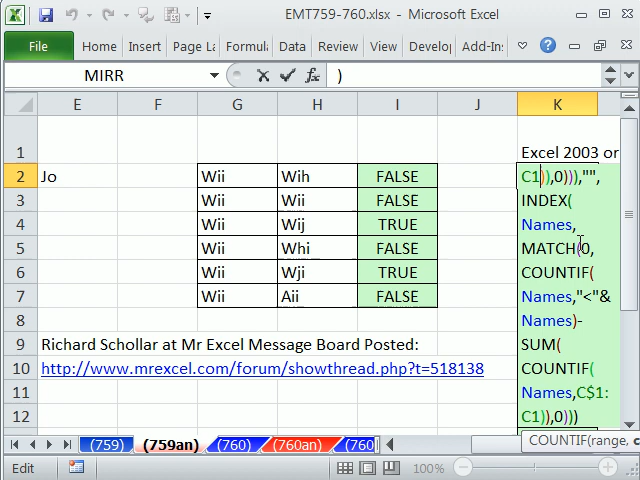 EMT759-760.xlsx - Microsoft Excel
File Home Insert Page La Formula Data Review View Develop Add-Ins
MIRR )
E F G H I J K
1 Excel 2003 or
2 Jo Wii Wih FALSE C1)),0))),"",
3 Wii Wii FALSE INDEX(
4 Wii Wij TRUE Names,
5 Wii Whi FALSE MATCH(0,
6 Wii Wji TRUE COUNTIF(
7 Wii Aii FALSE Names,"<"&
8 Names)-
9 Richard Schollar at Mr Excel Message Board Posted: SUM(
10 http://www.mrexcel.com/forum/showthread.php?t=518138 COUNTIF(
11 Names,C$1:
12 C1)),0)))
(759) (759an) (760) (760an) (760
COUNTIF(range, c
Edit 100%